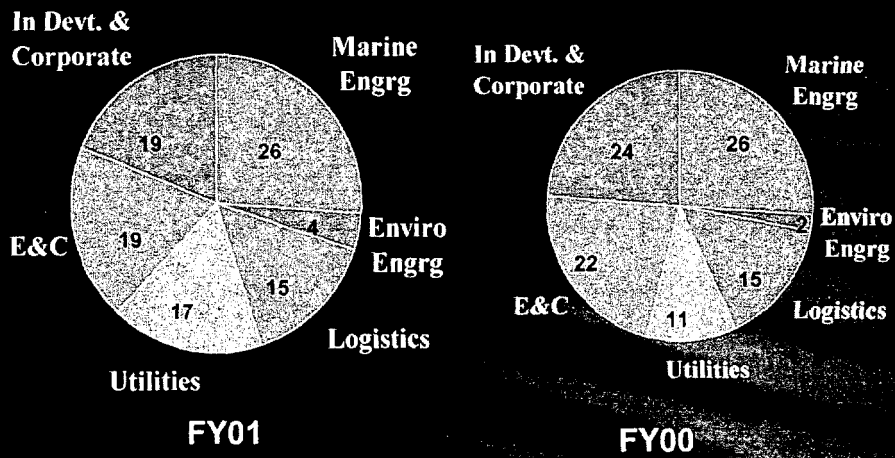 In Devt. &
Corporate
Marine
Engrg
19
26
4
Enviro
Engrg
E&C
19
15
17
Logistics
Utilities
FY01
In Devt. &
Corporate
Marine
Engrg
24
26
2
Enviro
Engrg
22
15
E&C
11
Logistics
Utilities
FY00